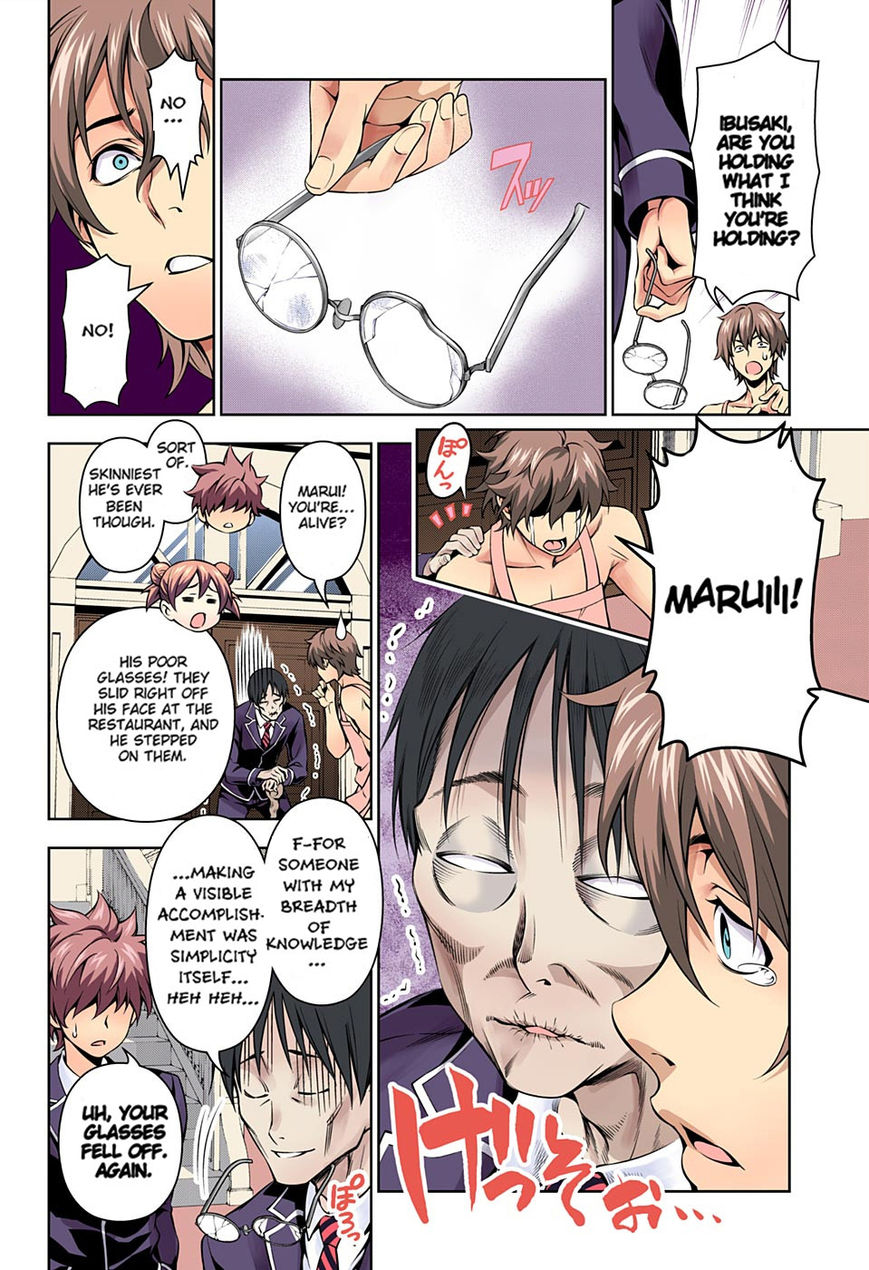 IBUSAKI,
ARE YOU
HOLDING
WHAT I
THINK
YOU'RE
HOLDING?
スッ
NO
...
NO!
ぽんっ
MARUIII!
げっそお...
MARUI!
YOU'RE...
ALIVE?
SORT
OF.
SKINNIEST
HE'S EVER
BEEN
THOUGH.
HIS POOR
GLASSES! THEY
SLID RIGHT OFF
HIS FACE AT THE
RESTAURANT, AND
HE STEPPED
ON THEM.
F-FOR
SOMEONE
WITH MY
BREADTH
OF
KNOWLEDGE
...
...MAKING
A VISIBLE
ACCOMPLISH-
MENT WAS
SIMPLICITY
ITSELF...
HEH HEH...
ぽろっ
UH, YOUR
GLASSES
FELL OFF.
AGAIN.